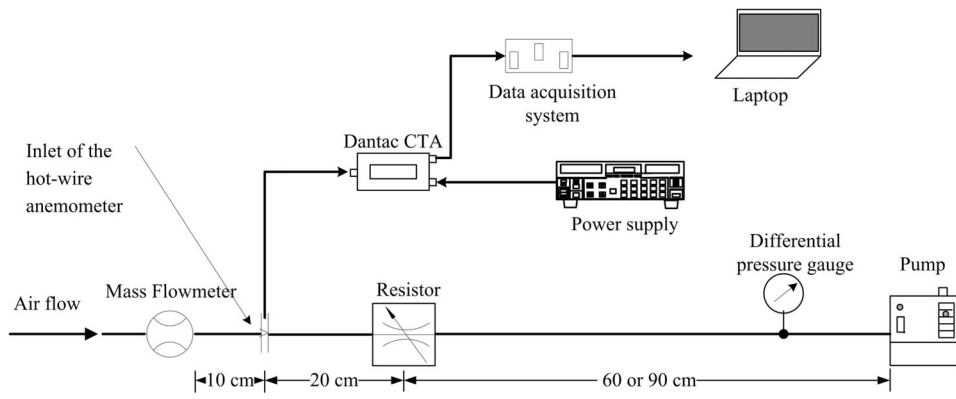 Data acquisition
system
Laptop
Dantac CTA
Inlet of the
hot-wire
anemometer
Power supply
Differential
pressure gauge
Pump
Air flow
Mass Flowmeter
Resistor
10 cm
20 cm
60 or 90 cm